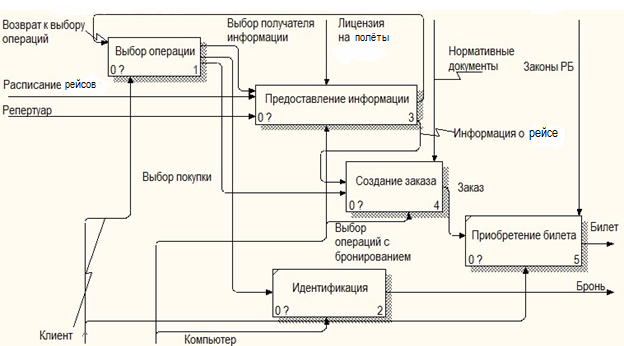 Возврат к выбору
операций
Выбор операции
0 ?
1
Выбор получателя
информации
Лицензия
на полёты
Нормативные
документы
Законы РБ
Расписание рейсов
Репертуар
Предоставление информации
0 ?
3
Информация о рейсе
Выбор покупки
Создание заказа
0 ?
4
Заказ
Выбор
операций с
бронированием
Приобретение билета
0 ?
5
Билет
Идентификация
0 ?
2
Бронь
Клиент
Компьютер